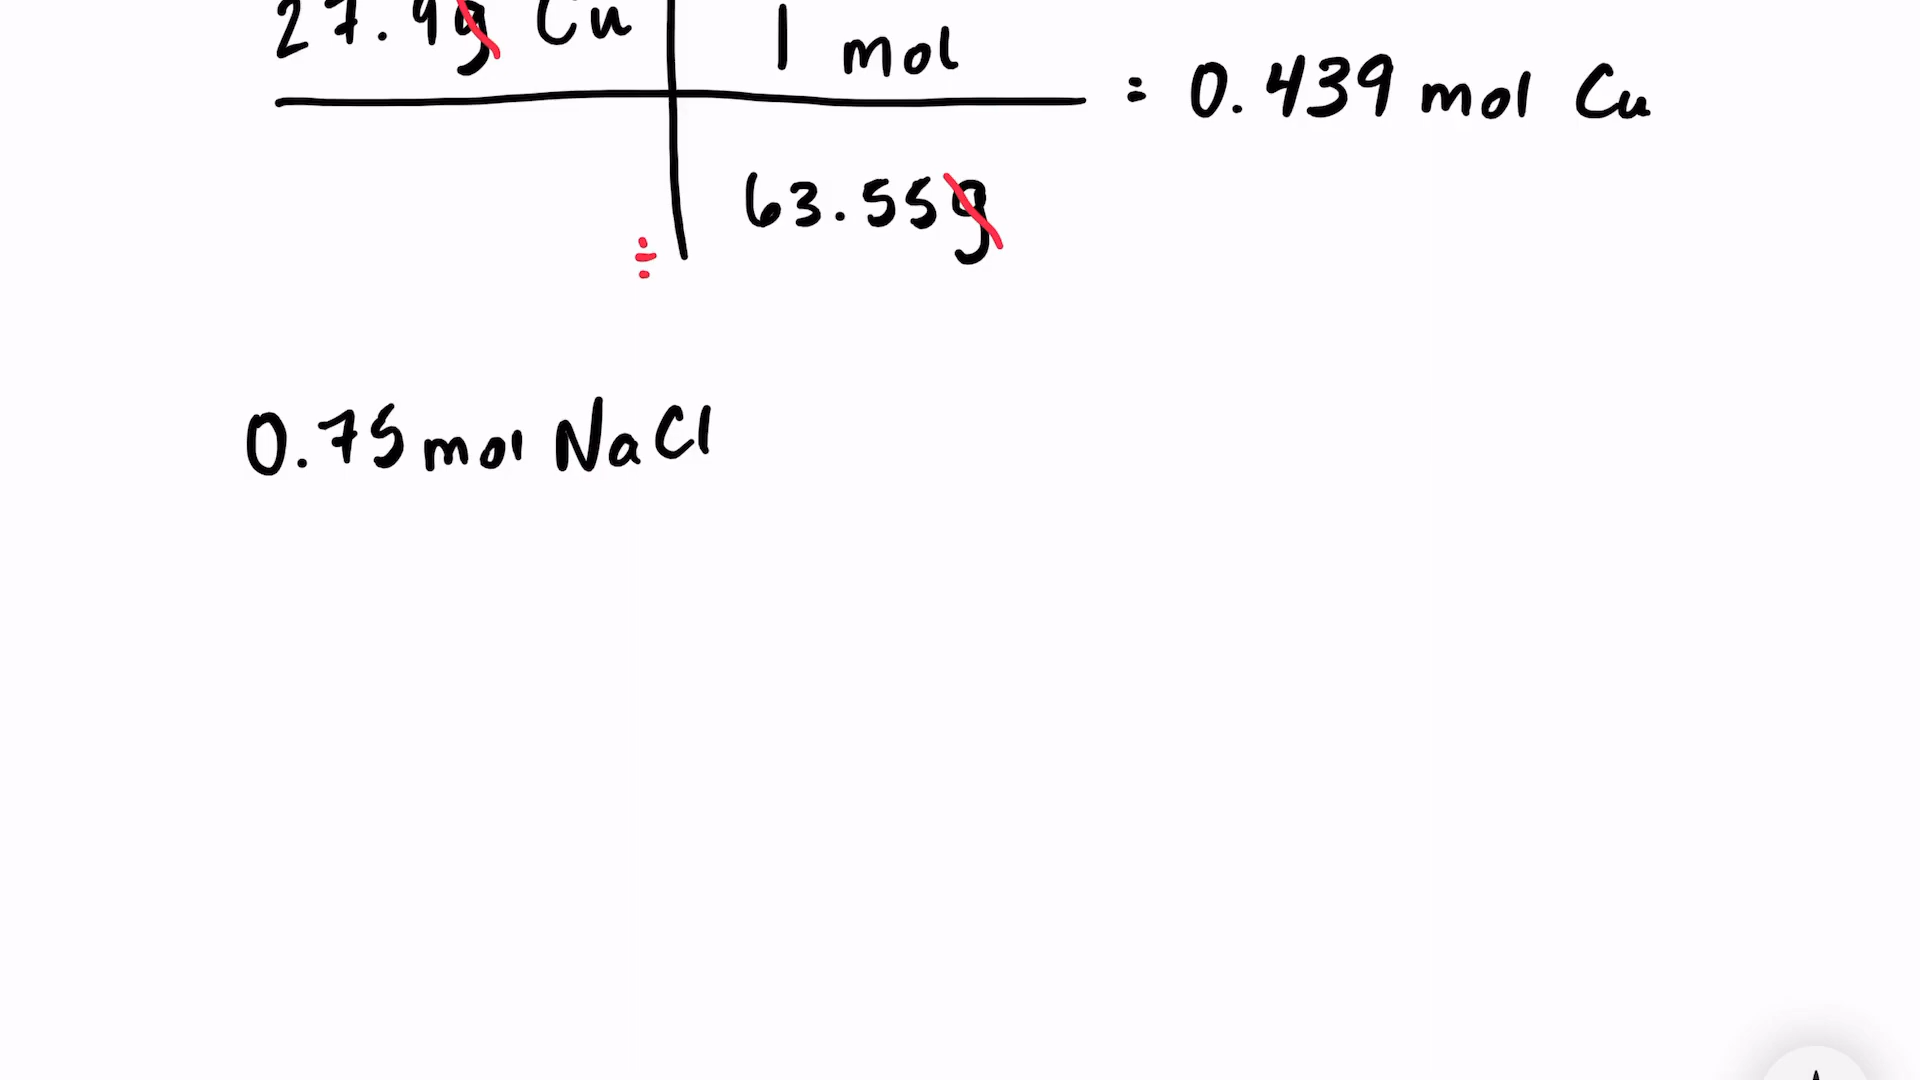 27.9g Cu 1 mol
= 0.439 mol Cu
63.55g
÷
0.75 mol NaCl